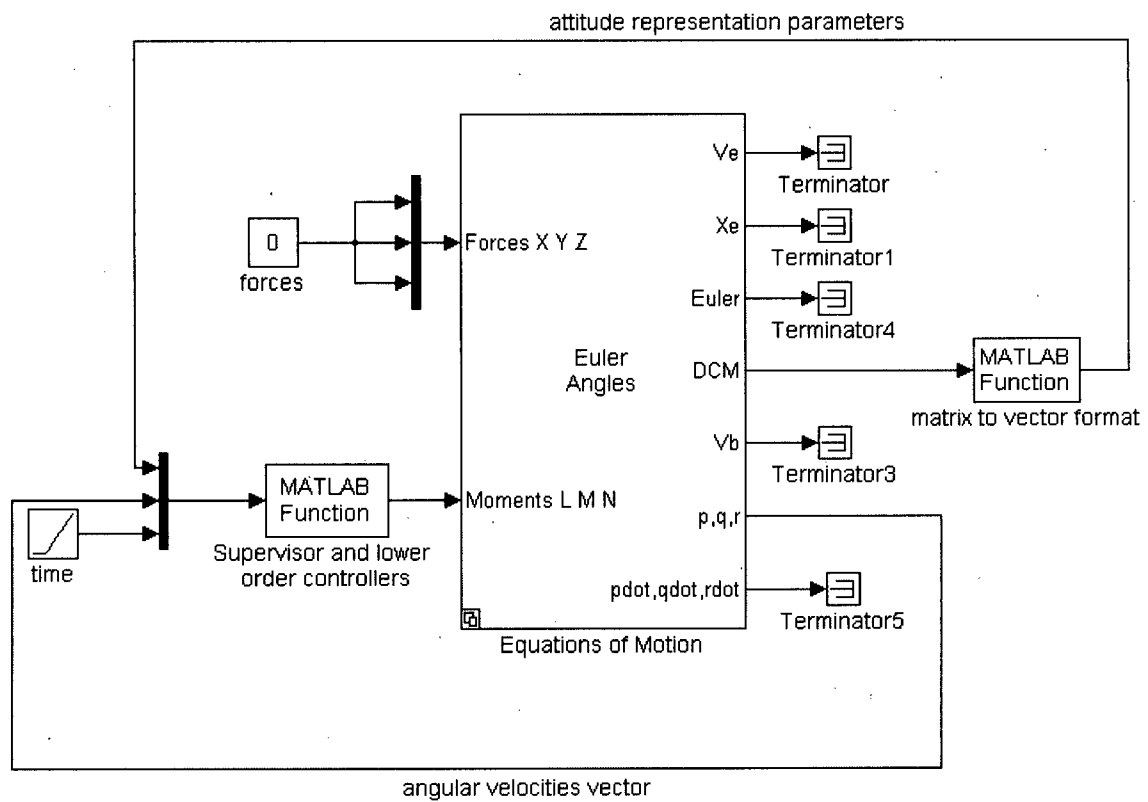 attitude representation parameters
Ve
Terminator
Xe
Terminator1
0
forces
Forces X Y Z
Euler
Terminator4
Euler
Angles
DCM
MATLAB
Function
matrix to vector format
Vb
Terminator3
MATLAB
Function
Supervisor and lower
order controllers
Moments L M N
p,q,r
time
pdot,qdot,rdot
Terminator5
Equations of Motion
angular velocities vector